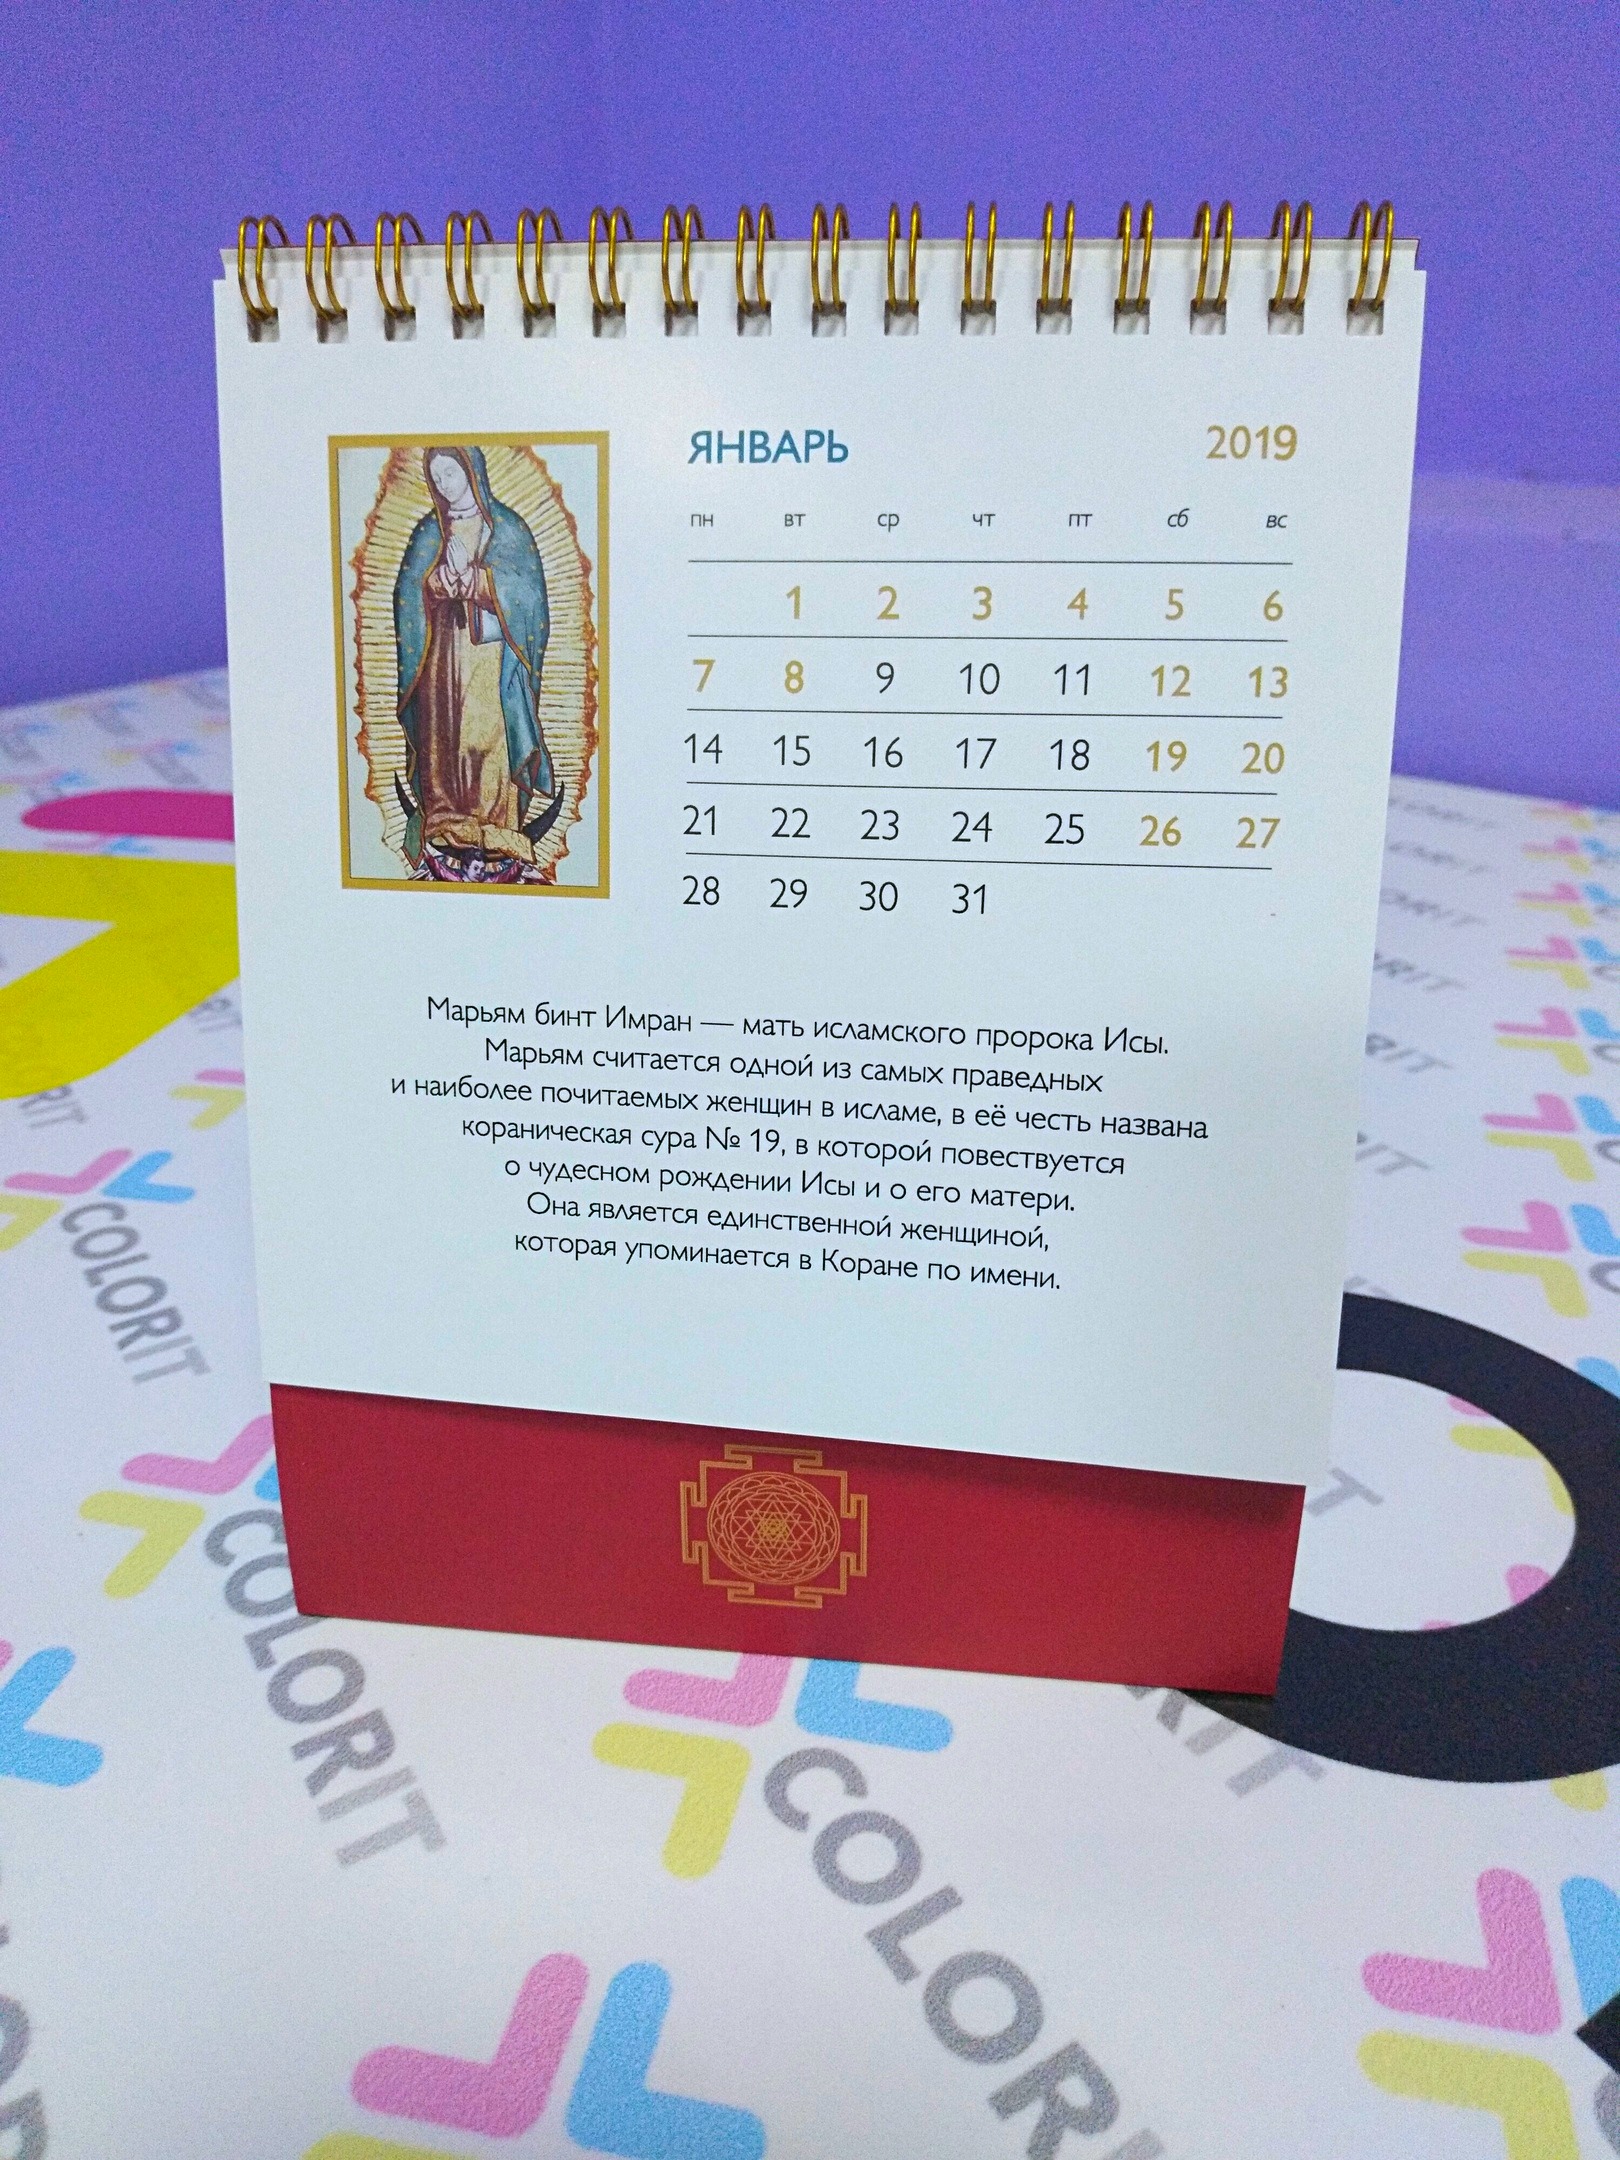 ЯНВАРЬ 2019
пн вт ср чт пт сб вс
1 2 3 4 5 6
7 8 9 10 11 12 13
14 15 16 17 18 19 20
21 22 23 24 25 26 27
28 29 30 31
Марьям бинт Имран — мать исламского пророка Исы.
Марьям считается одной из самых праведных
и наиболее почитаемых женщин в исламе, в её честь названа
кораническая сура № 19, в которой повествуется
о чудесном рождении Исы и о его матери.
Она является единственной женщиной,
которая упоминается в Коране по имени.
COLORIT
COLORIT
COLORIT